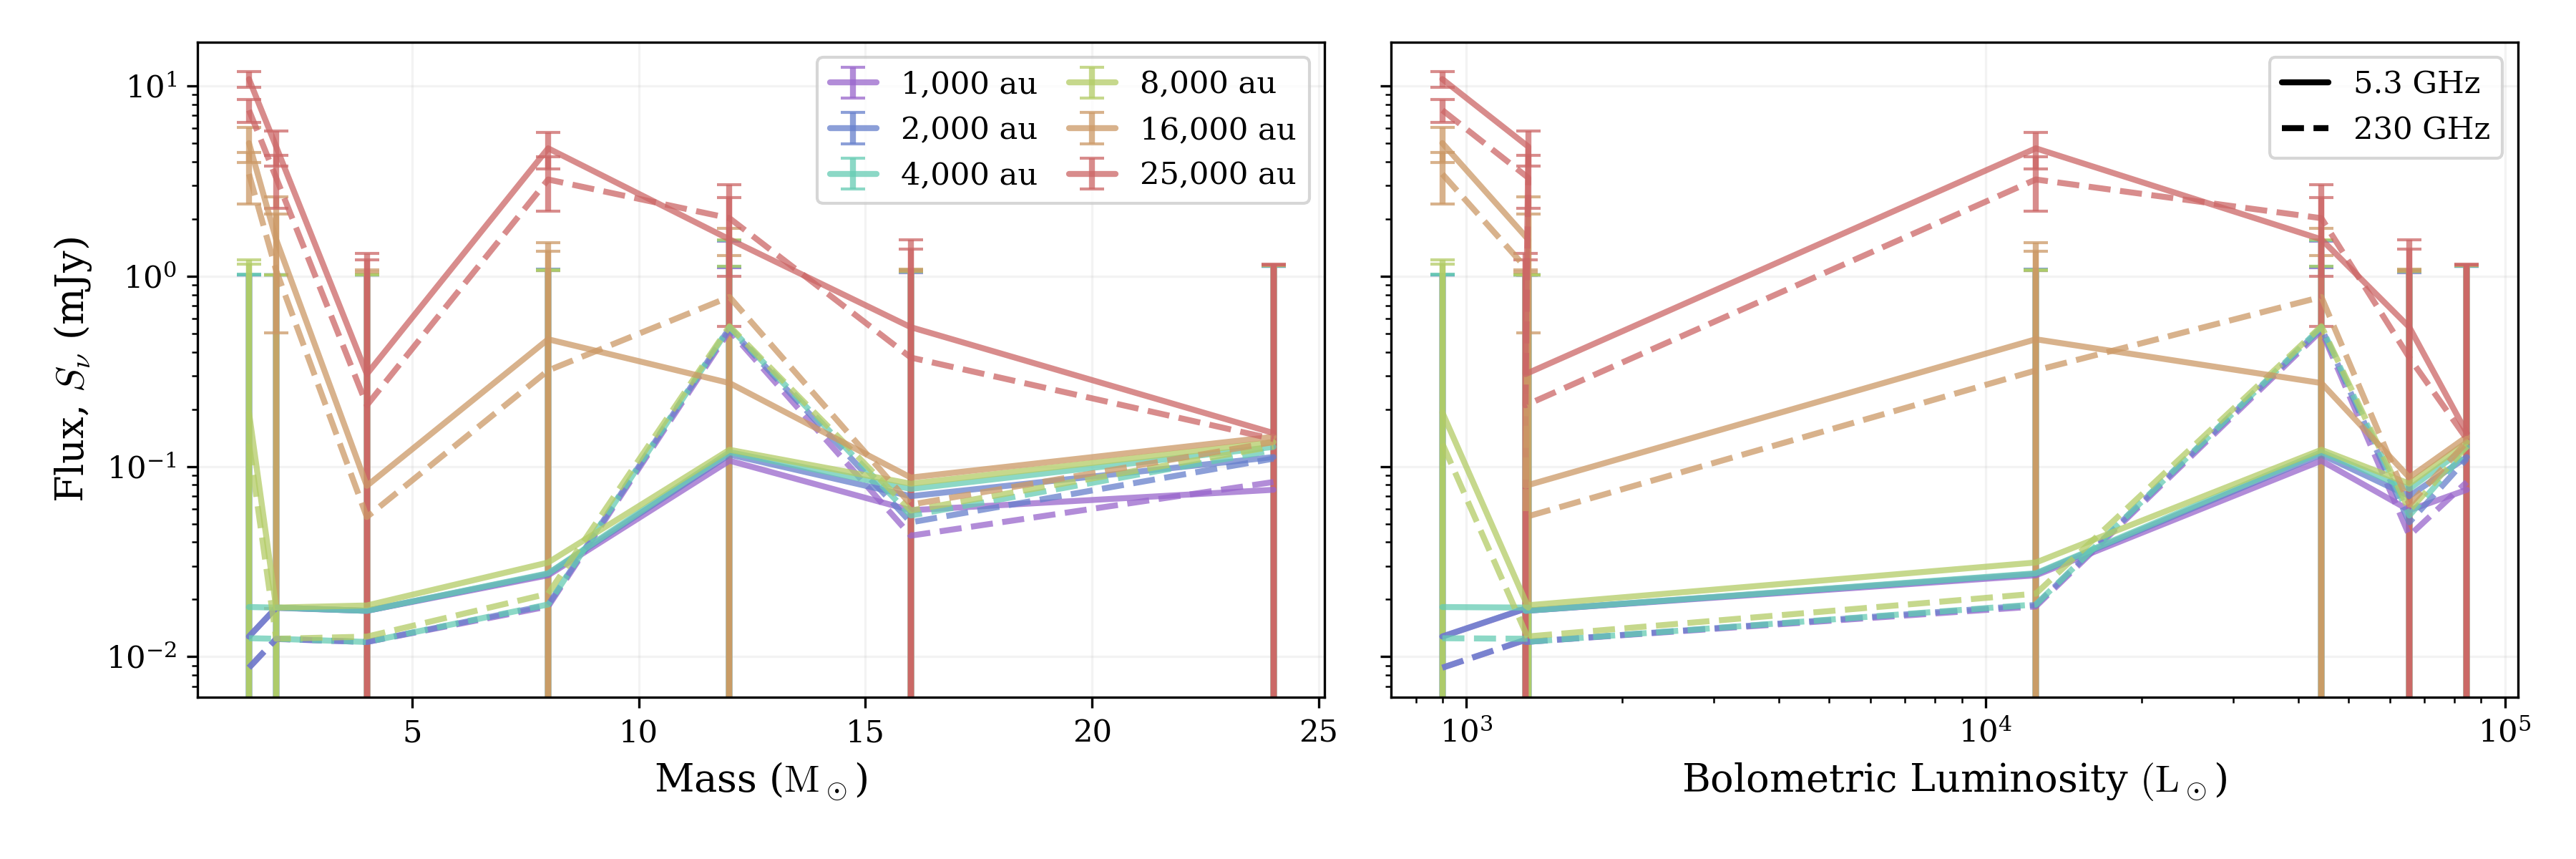 Flux, S_ν (mJy)
10¹
10⁰
10⁻¹
10⁻²
1,000 au
2,000 au
4,000 au
8,000 au
16,000 au
25,000 au
5 10 15 20 25
Mass (M_⊙)
5.3 GHz
230 GHz
10³ 10⁴ 10⁵
Bolometric Luminosity (L_⊙)